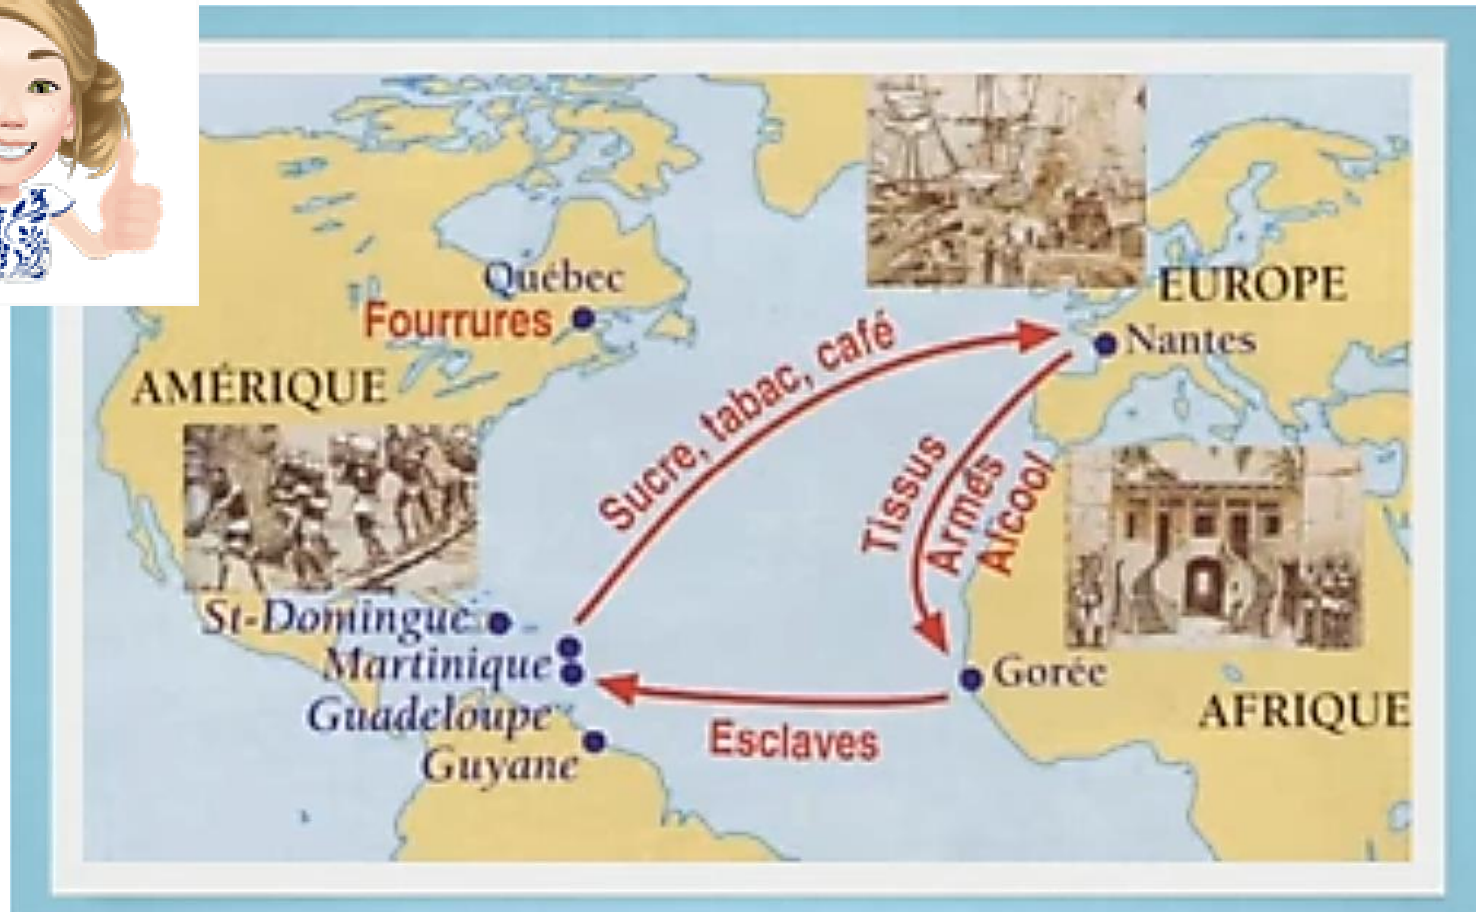 Québec
Fourrures
EUROPE
Nantes
AMÉRIQUE
Sucre, tabac, café
Tissus
Armes
Alcool
St-Domingue
Martinique
Guadeloupe
Guyane
Gorée
AFRIQUE
Esclaves